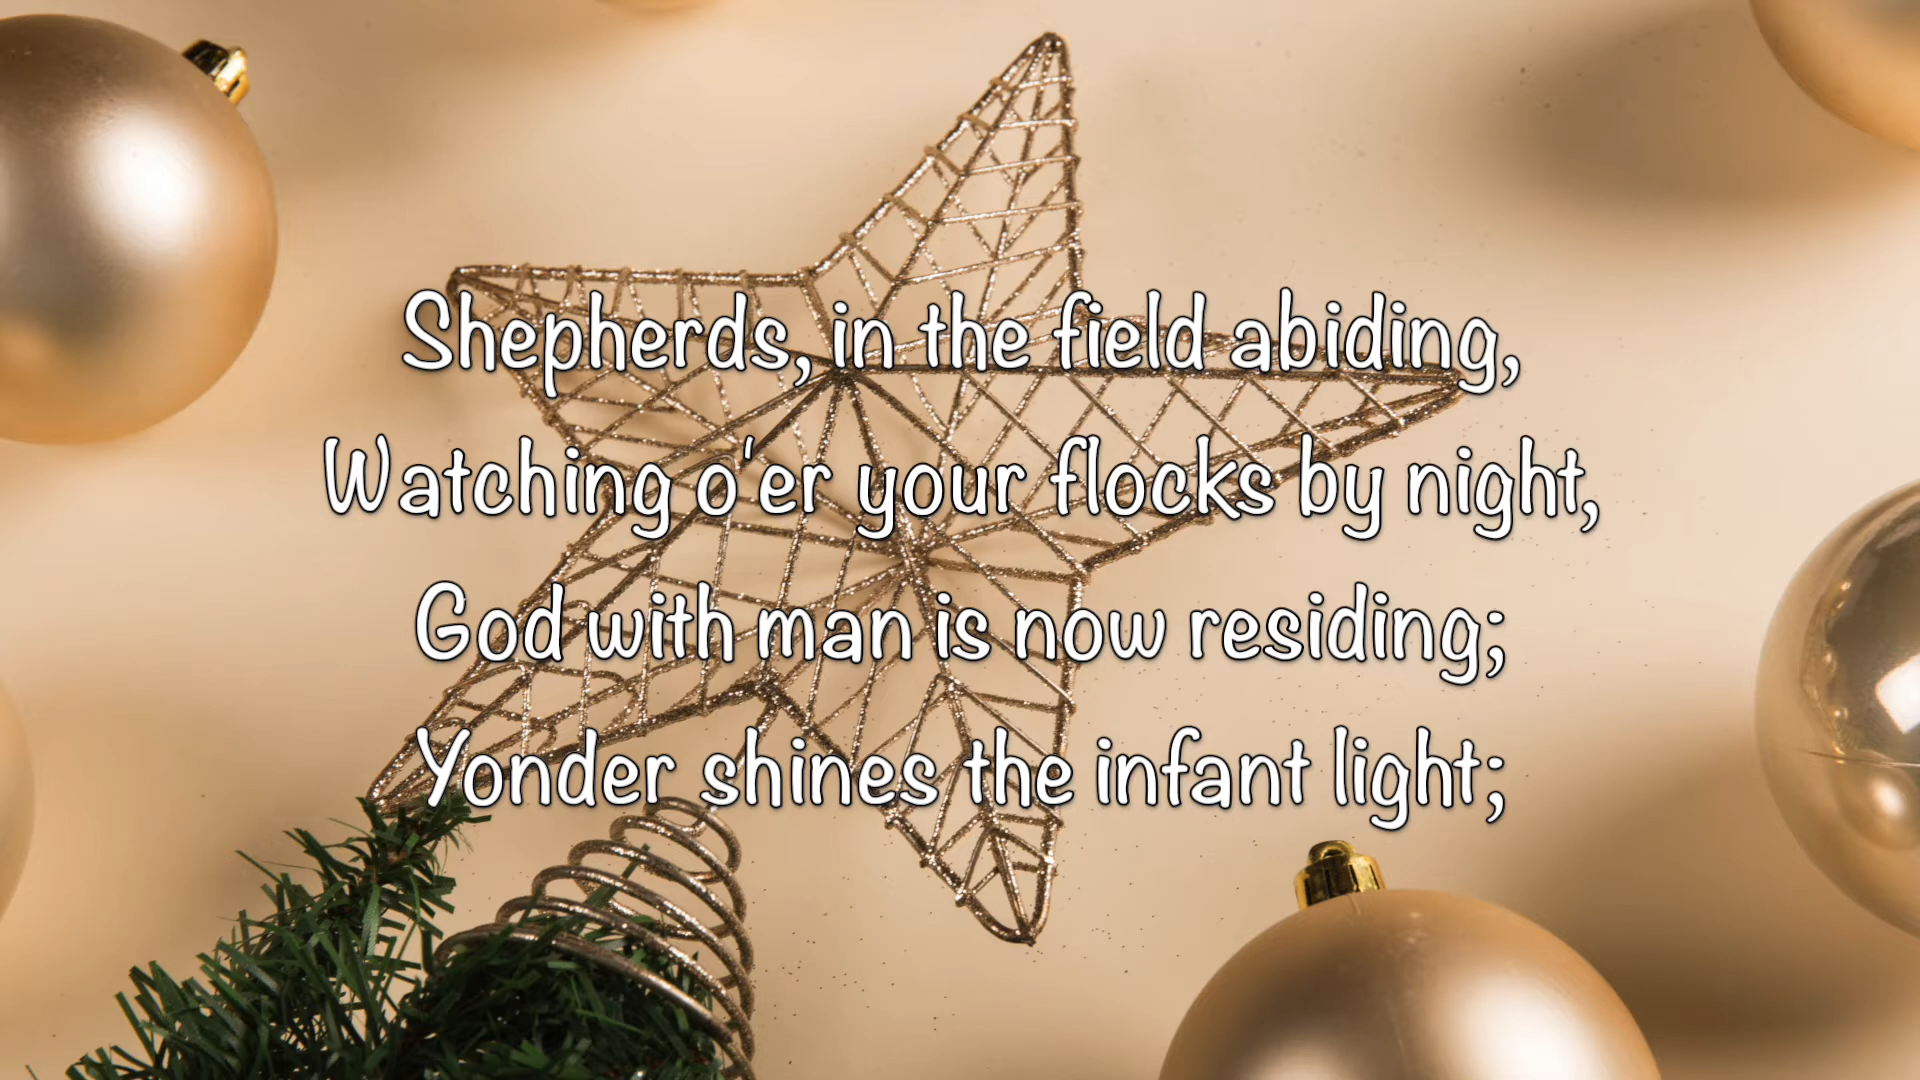 Shepherds, in the field abiding,
Watching o'er your flocks by night,
God with man is now residing;
Yonder shines the infant light;